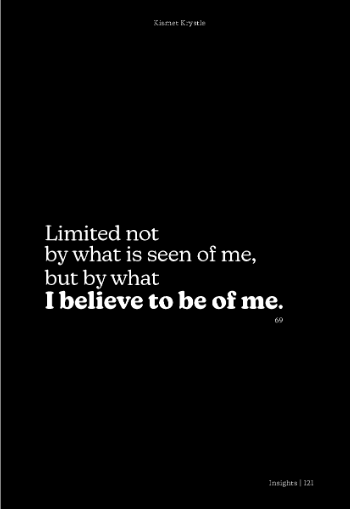 Kismet Krystle
Limited not
by what is seen of me,
but by what
I believe to be of me.
69
Insights | 121